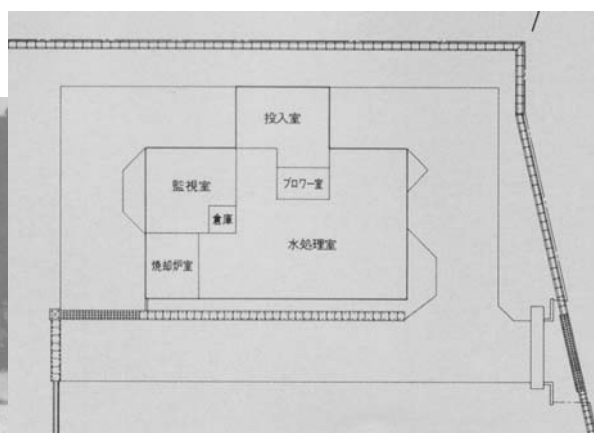 投入室
監視室
ブロワー室
倉庫
水処理室
焼却炉室